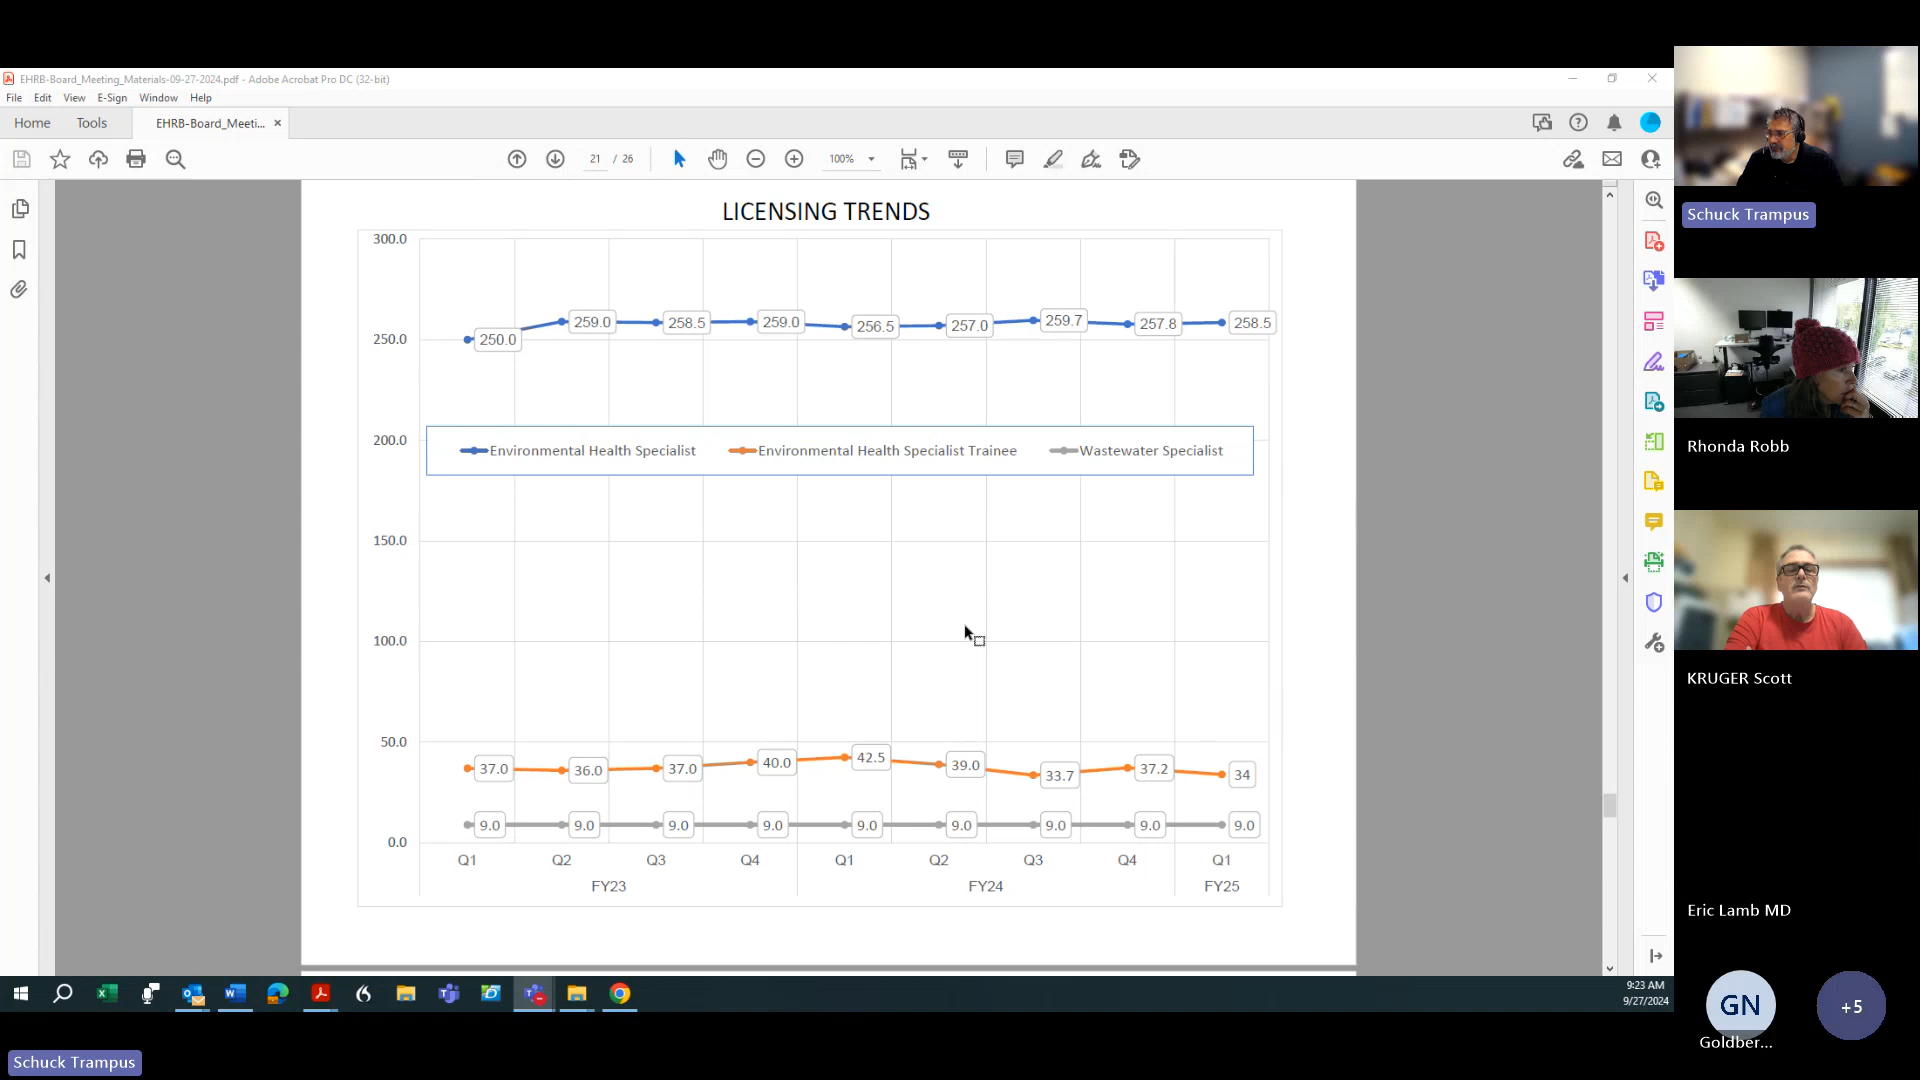 EHRB-Board_Meeting_Materials-09-27-2024.pdf - Adobe Acrobat Pro DC (32-bit)
File Edit View E-Sign Window Help
Home Tools EHRB-Board_Meeti... ×
21 / 26 100%
LICENSING TRENDS
300.0
250.0
200.0
150.0
100.0
50.0
0.0
250.0 259.0 258.5 259.0 256.5 257.0 259.7 257.8 258.5
Environmental Health Specialist Environmental Health Specialist Trainee Wastewater Specialist
37.0 36.0 37.0 40.0 42.5 39.0 33.7 37.2 34
9.0 9.0 9.0 9.0 9.0 9.0 9.0 9.0 9.0
Q1 Q2 Q3 Q4 Q1 Q2 Q3 Q4 Q1
FY23 FY24 FY25
9:23 AM
9/27/2024
Schuck Trampus
Schuck Trampus
Rhonda Robb
KRUGER Scott
Eric Lamb MD
GN
Goldber...
+5